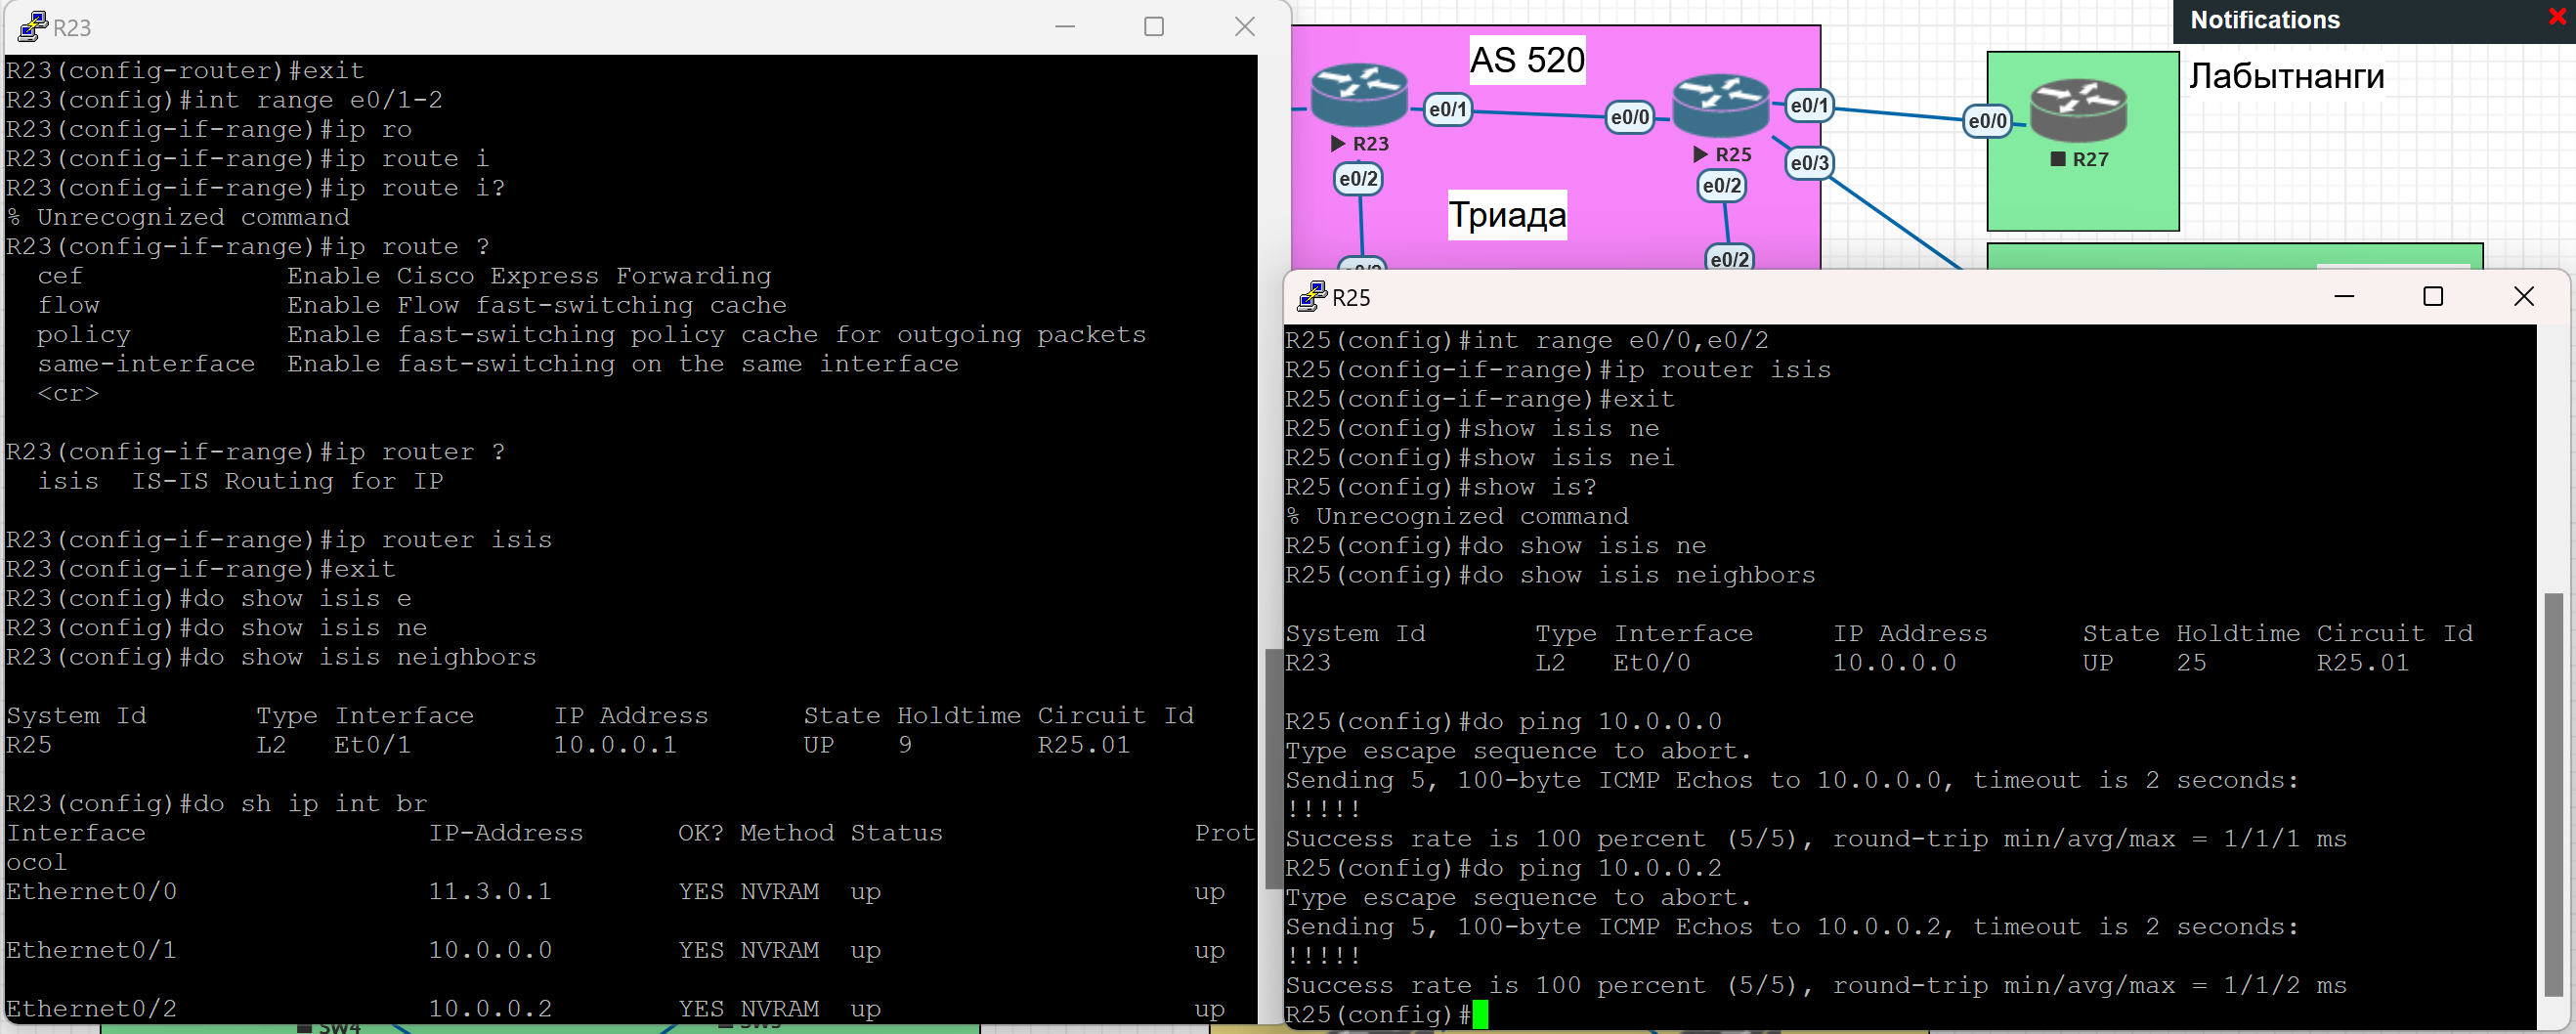 R23
R23(config-router)#exit
R23(config)#int range e0/1-2
R23(config-if-range)#ip ro
R23(config-if-range)#ip route i
R23(config-if-range)#ip route i?
% Unrecognized command
R23(config-if-range)#ip route ?
  cef             Enable Cisco Express Forwarding
  flow            Enable Flow fast-switching cache
  policy          Enable fast-switching policy cache for outgoing packets
  same-interface  Enable fast-switching on the same interface
  <cr>
R23(config-if-range)#ip router ?
  isis  IS-IS Routing for IP
R23(config-if-range)#ip router isis
R23(config-if-range)#exit
R23(config)#do show isis e
R23(config)#do show isis ne
R23(config)#do show isis neighbors
System Id       Type Interface     IP Address      State Holdtime Circuit Id
R25             L2   Et0/1         10.0.0.1        UP    9        R25.01
R23(config)#do sh ip int br
Interface                  IP-Address      OK? Method Status                Prot
ocol
Ethernet0/0                11.3.0.1        YES NVRAM  up                    up
Ethernet0/1                10.0.0.0        YES NVRAM  up                    up
Ethernet0/2                10.0.0.2        YES NVRAM  up                    up
AS 520
R23
e0/1
e0/2
e0/0
R25
e0/1
e0/3
e0/2
e0/2
Триада
e0/0
R27
Лабытнанги
Notifications
R25
R25(config)#int range e0/0,e0/2
R25(config-if-range)#ip router isis
R25(config-if-range)#exit
R25(config)#show isis ne
R25(config)#show isis nei
R25(config)#show is?
% Unrecognized command
R25(config)#do show isis ne
R25(config)#do show isis neighbors
System Id       Type Interface     IP Address      State Holdtime Circuit Id
R23             L2   Et0/0         10.0.0.0        UP    25       R25.01
R25(config)#do ping 10.0.0.0
Type escape sequence to abort.
Sending 5, 100-byte ICMP Echos to 10.0.0.0, timeout is 2 seconds:
!!!!!
Success rate is 100 percent (5/5), round-trip min/avg/max = 1/1/1 ms
R25(config)#do ping 10.0.0.2
Type escape sequence to abort.
Sending 5, 100-byte ICMP Echos to 10.0.0.2, timeout is 2 seconds:
!!!!!
Success rate is 100 percent (5/5), round-trip min/avg/max = 1/1/2 ms
R25(config)#
SW4